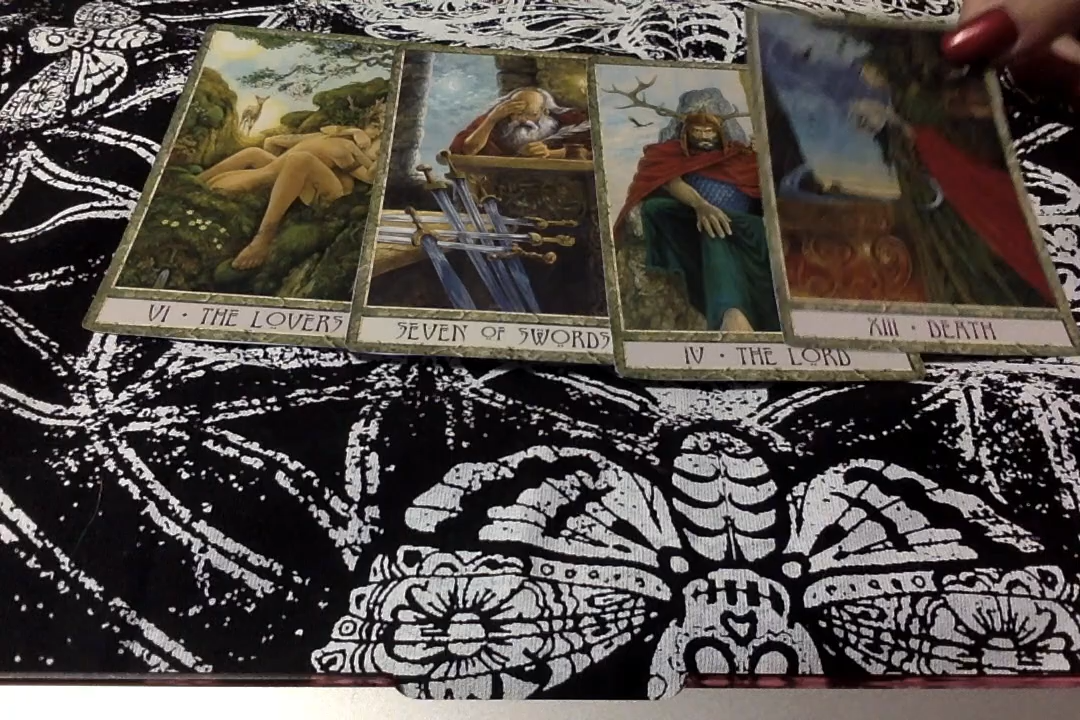 VI • THE LOVERS
SEVEN OF SWORDS
IV • THE LORD
XIII • DEATH